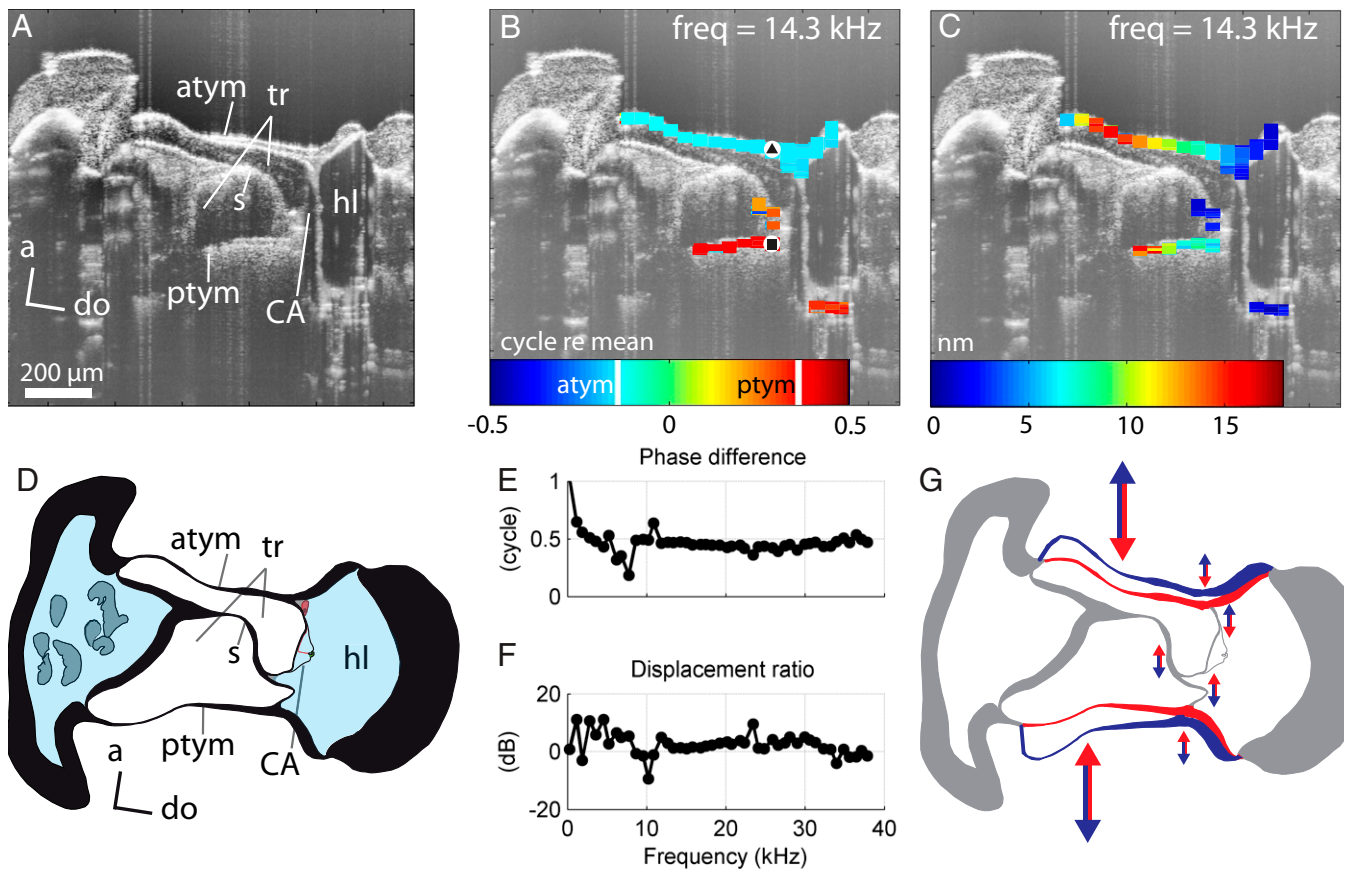 A
atym
tr
s
hl
a
do
ptym
CA
200 μm
B
freq = 14.3 kHz
cycle re mean
atym
ptym
-0.5
0
0.5
C
freq = 14.3 kHz
nm
0
5
10
15
D
atym
tr
s
hl
ptym
CA
a
do
E
Phase difference
(cycle)
1
0.5
0
F
Displacement ratio
(dB)
20
0
-20
0
10
20
30
40
Frequency (kHz)
G